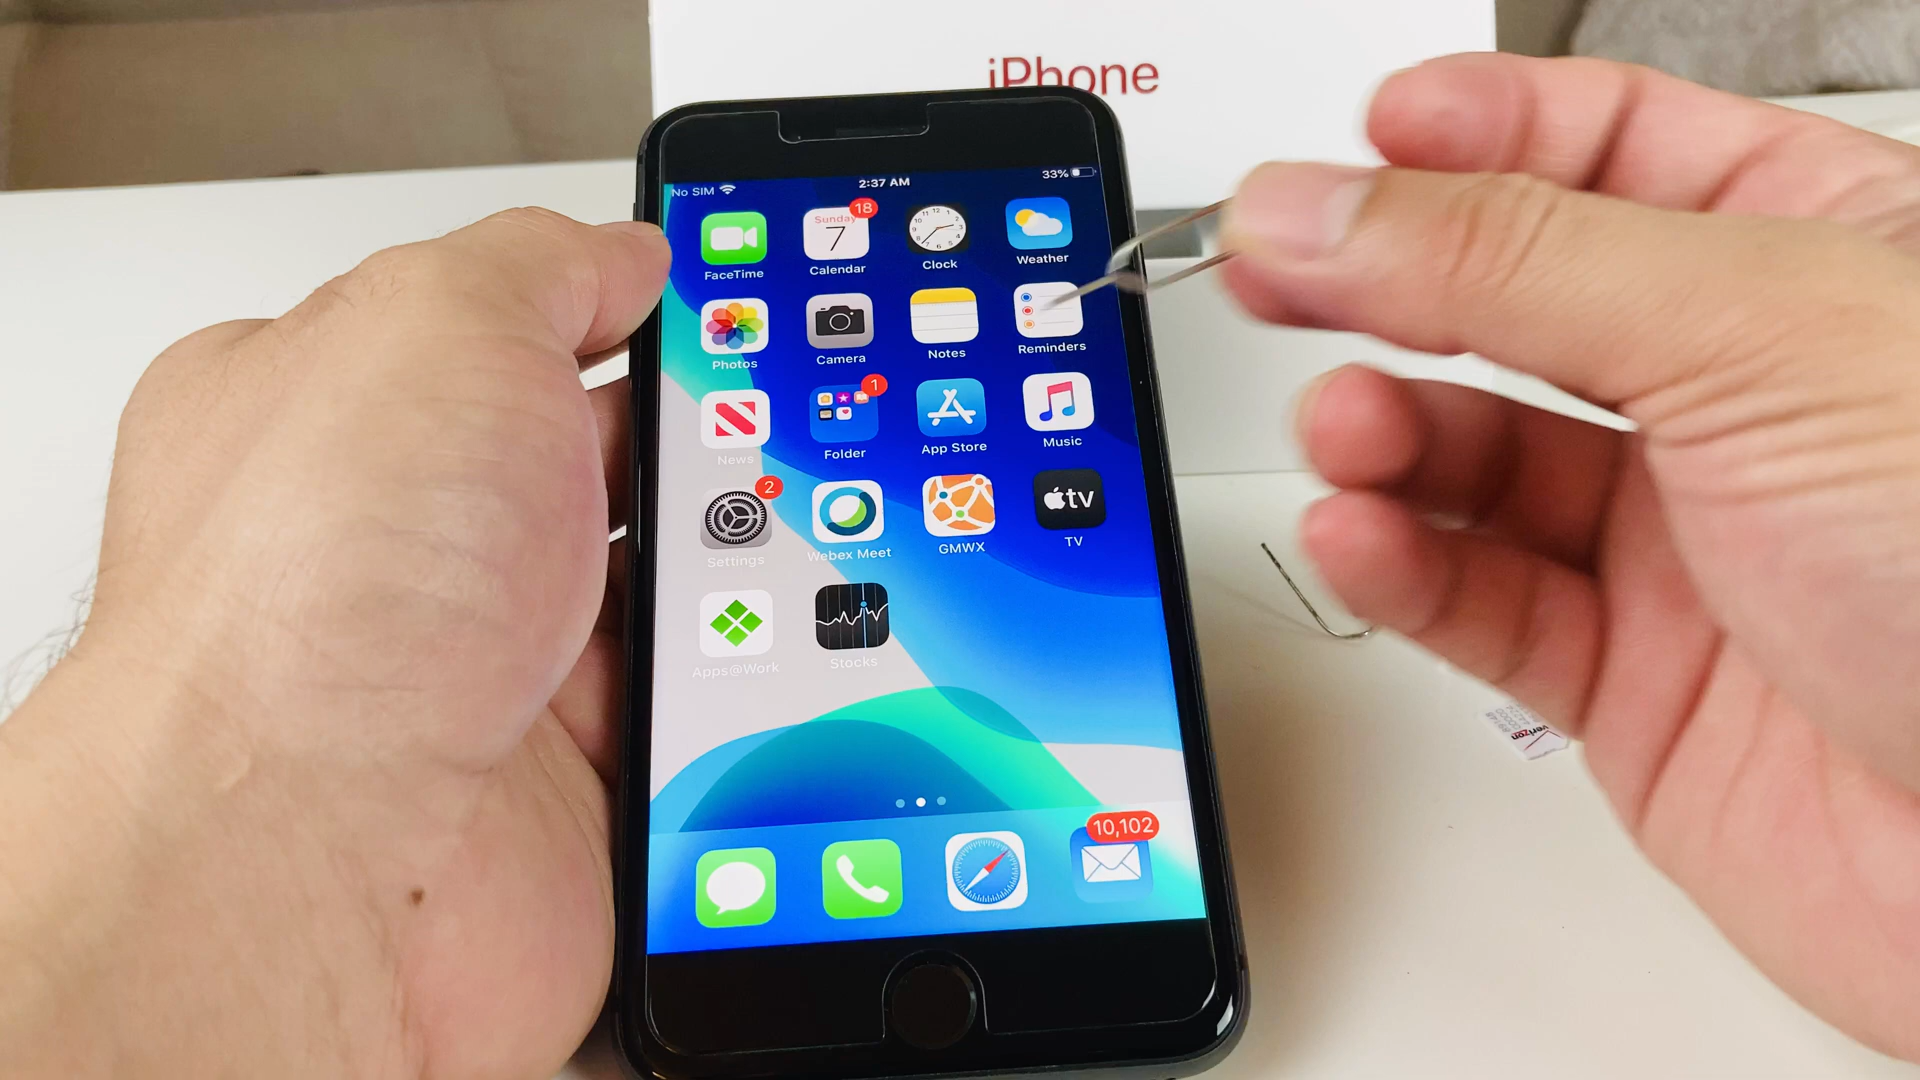 iPhone
No SIM
2:37 AM
33%
FaceTime
Sunday
7
18
Calendar
Clock
Weather
Photos
Camera
Notes
Reminders
News
1
Folder
App Store
Music
2
Settings
Webex Meet
GMWX
tv
TV
Apps@Work
Stocks
10,102
verizon